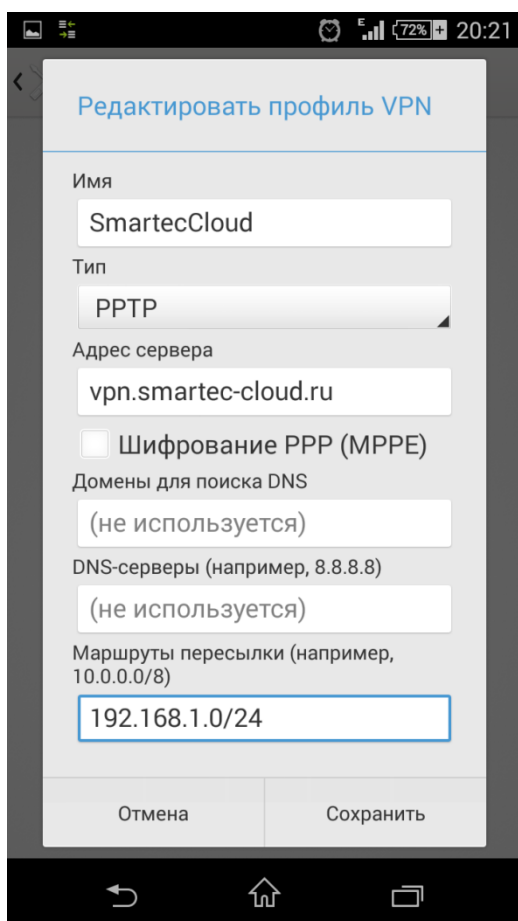 E 72% 20:21
Редактировать профиль VPN
Имя
SmartecCloud
Тип
PPTP
Адрес сервера
vpn.smartec-cloud.ru
Шифрование PPP (MPPE)
Домены для поиска DNS
(не используется)
DNS-серверы (например, 8.8.8.8)
(не используется)
Маршруты пересылки (например,
10.0.0.0/8)
192.168.1.0/24
Отмена Сохранить